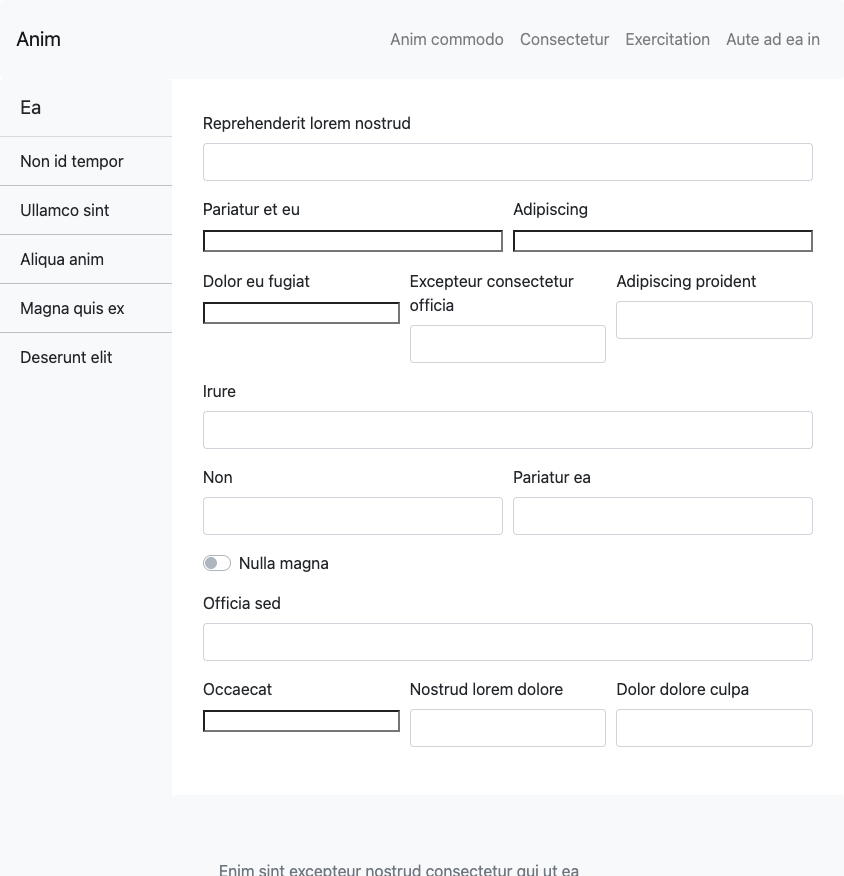 Anim
Anim commodo
Consectetur
Exercitation
Aute ad ea in
Ea
Non id tempor
Ullamco sint
Aliqua anim
Magna quis ex
Deserunt elit
Reprehenderit lorem nostrud
Pariatur et eu
Adipiscing
Dolor eu fugiat
Excepteur consectetur
officia
Adipiscing proident
Irure
Non
Pariatur ea
Nulla magna
Officia sed
Occaecat
Nostrud lorem dolore
Dolor dolore culpa
Enim sint excepteur nostrud consectetur qui ut ea